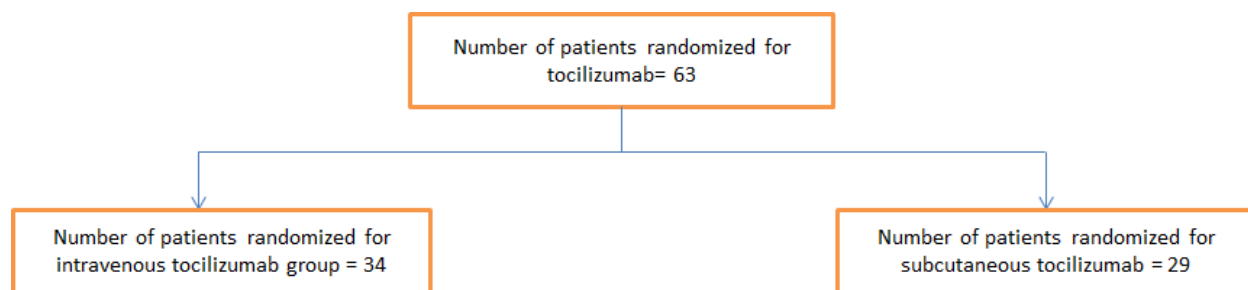 Number of patients randomized for
tocilizumab= 63
Number of patients randomized for
intravenous tocilizumab group = 34
Number of patients randomized for
subcutaneous tocilizumab = 29